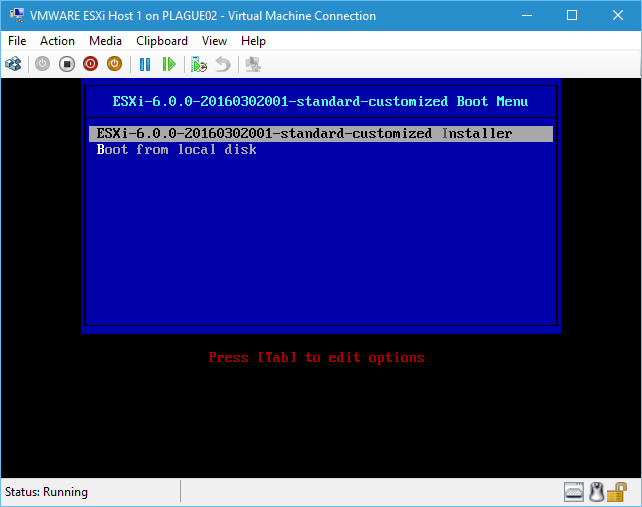 VMWARE ESXi Host 1 on PLAGUE02 - Virtual Machine Connection
File Action Media Clipboard View Help
ESXi-6.0.0-20160302001-standard-customized Boot Menu
ESXi-6.0.0-20160302001-standard-customized Installer
Boot from local disk
Press [Tab] to edit options
Status: Running